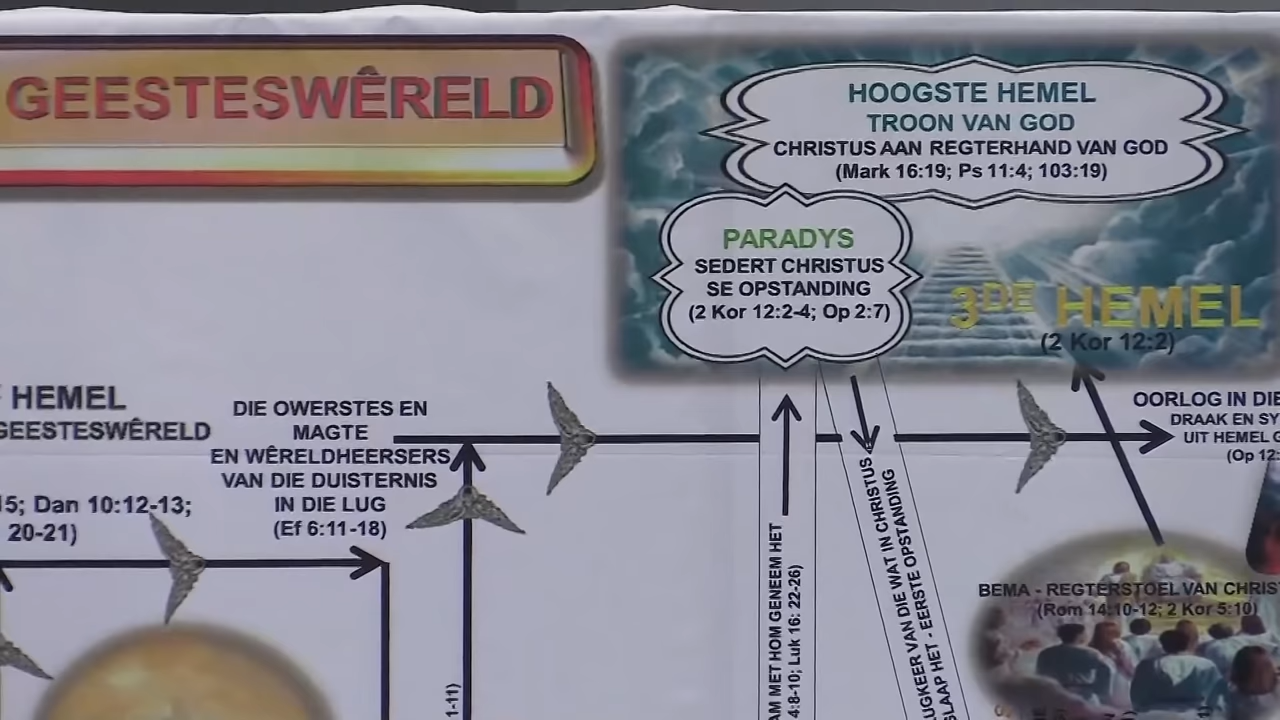 GEESTESWÊRELD
HOOGSTE HEMEL
TROON VAN GOD
CHRISTUS AAN REGTERHAND VAN GOD
(Mark 16:19; Ps 11:4; 103:19)
PARADYS
SEDERT CHRISTUS
SE OPSTANDING
(2 Kor 12:2-4; Op 2:7)
3DE HEMEL
(2 Kor 12:2)
HEMEL
GEESTESWÊRELD
15; Dan 10:12-13;
20-21)
DIE OWERSTES EN
MAGTE
EN WÊRELDHEERSERS
VAN DIE DUISTERNIS
IN DIE LUG
(Ef 6:11-18)
OORLOG IN DIE
DRAAK EN SY
UIT HEMEL G
(Op 12:
1-11)
AM MET HOM GENEEM HET
4:8-10; Luk 16: 22-26)
UGKEER VAN DIE WAT IN CHRISTUS
SLAAP HET - EERSTE OPSTANDING
BEMA - REGTERSTOEL VAN CHRIS
(Rom 14:10-12; 2 Kor 5:10)